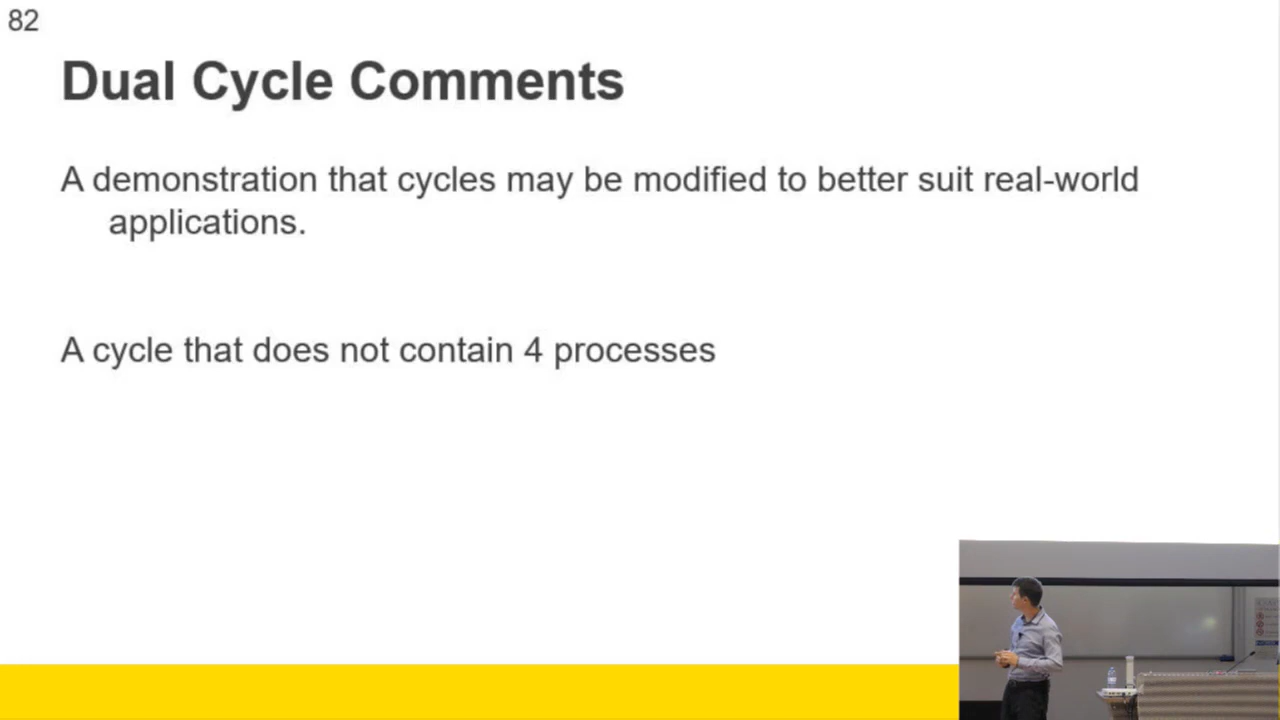 82
Dual Cycle Comments
A demonstration that cycles may be modified to better suit real-world
applications.
A cycle that does not contain 4 processes